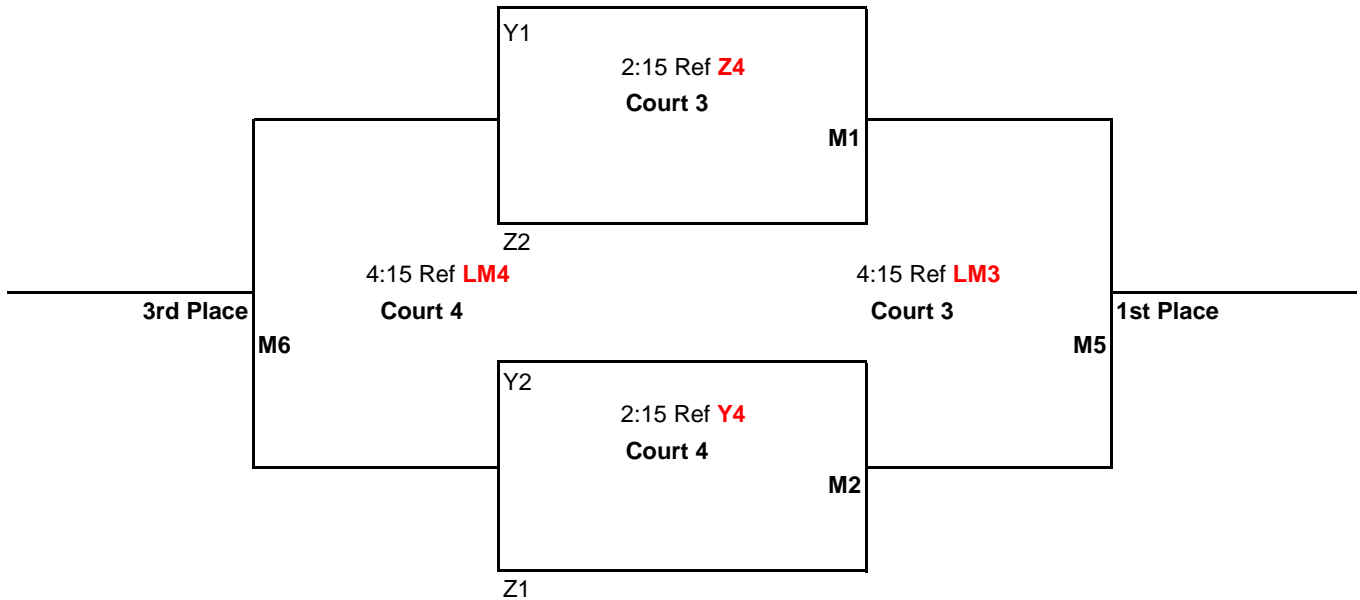 Y1
2:15 Ref Z4
Court 3
M1
Z2
4:15 Ref LM4
4:15 Ref LM3
3rd Place
Court 4
Court 3
1st Place
M6
M5
Y2
2:15 Ref Y4
Court 4
M2
Z1